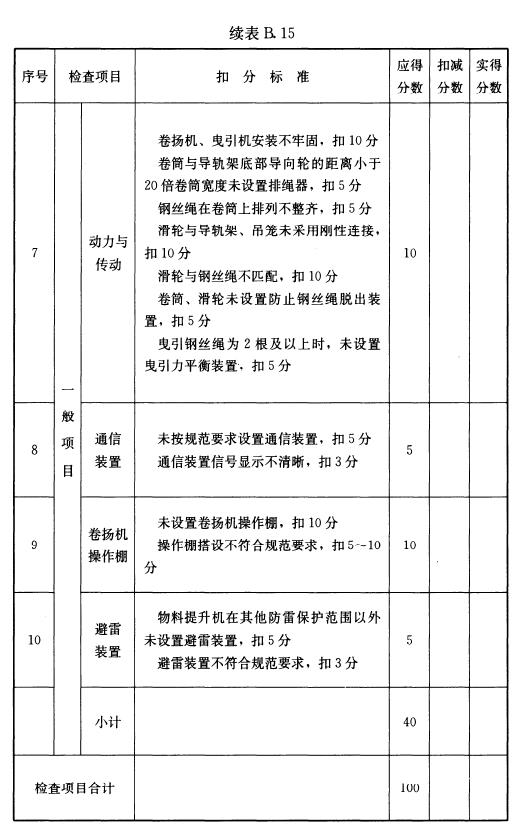 续表 B.15
序号 检查项目 扣分标准 应得分数 扣减分数 实得分数
一般项目
7 动力与传动
卷扬机、曳引机安装不牢固，扣 10 分
卷筒与导轨架底部导向轮的距离小于
20 倍卷筒宽度未设置排绳器，扣 5 分
钢丝绳在卷筒上排列不整齐，扣 5 分
滑轮与导轨架、吊笼未采用刚性连接，
扣 10 分
滑轮与钢丝绳不匹配，扣 10 分
卷筒、滑轮未设置防止钢丝绳脱出装
置，扣 5 分
曳引钢丝绳为 2 根及以上时，未设置
曳引力平衡装置，扣 5 分
10
8 通信装置
未按规范要求设置通信装置，扣 5 分
通信装置信号显示不清晰，扣 3 分
5
9 卷扬机操作棚
未设置卷扬机操作棚，扣 10 分
操作棚搭设不符合规范要求，扣 5~10
分
10
10 避雷装置
物料提升机在其他防雷保护范围以外
未设置避雷装置，扣 5 分
避雷装置不符合规范要求，扣 3 分
5
小计 40
检查项目合计 100